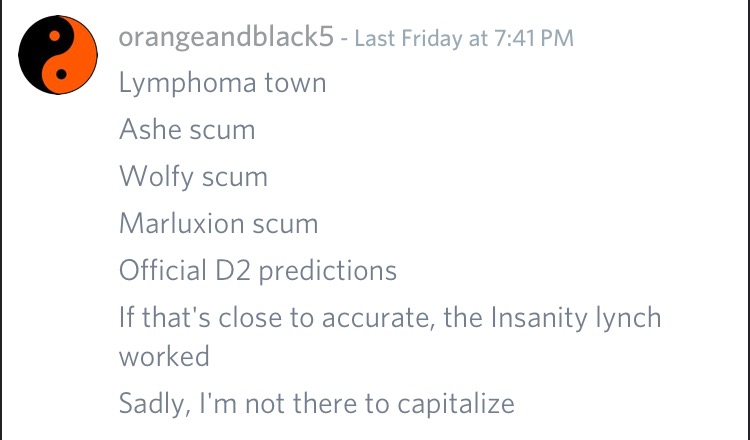 orangeandblack5 - Last Friday at 7:41 PM
Lymphoma town
Ashe scum
Wolfy scum
Marluxion scum
Official D2 predictions
If that's close to accurate, the Insanity lynch
worked
Sadly, I'm not there to capitalize